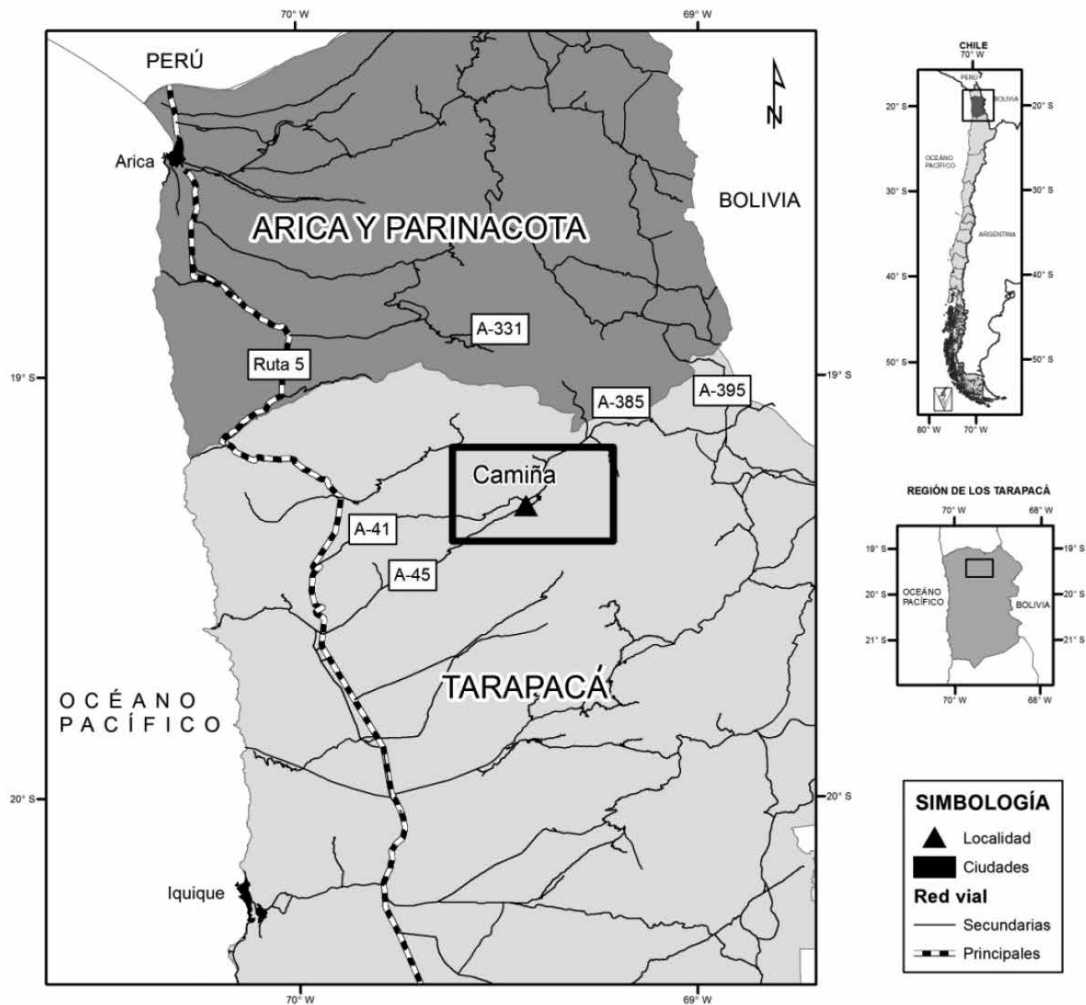 70° W
69° W
PERÚ
N
Arica
BOLIVIA
ARICA Y PARINACOTA
A-331
Ruta 5
19° S
19° S
A-395
A-385
Camiña
A-41
A-45
TARAPACÁ
OCÉANO
PACÍFICO
20° S
20° S
Iquique
70° W
69° W
CHILE
70° W
PERÚ
BOLIVIA
20° S
20° S
OCÉANO
PACÍFICO
30° S
30° S
ARGENTINA
40° S
40° S
50° S
50° S
80° W
70° W
REGIÓN DE LOS TARAPACÁ
70° W
68° W
19° S
19° S
OCEÁNO
PACÍFICO
20° S
20° S
BOLIVIA
21° S
21° S
70° W
68° W
SIMBOLOGÍA
Localidad
Ciudades
Red vial
Secundarias
Principales